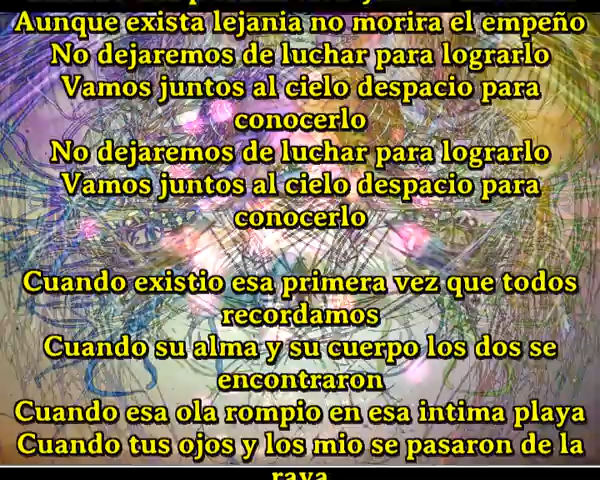 Aunque exista lejania no morira el empeño
No dejaremos de luchar para lograrlo
Vamos juntos al cielo despacio para
conocerlo
No dejaremos de luchar para lograrlo
Vamos juntos al cielo despacio para
conocerlo
Cuando existio esa primera vez que todos
recordamos
Cuando su alma y su cuerpo los dos se
encontraron
Cuando esa ola rompio en esa intima playa
Cuando tus ojos y los mio se pasaron de la
raya